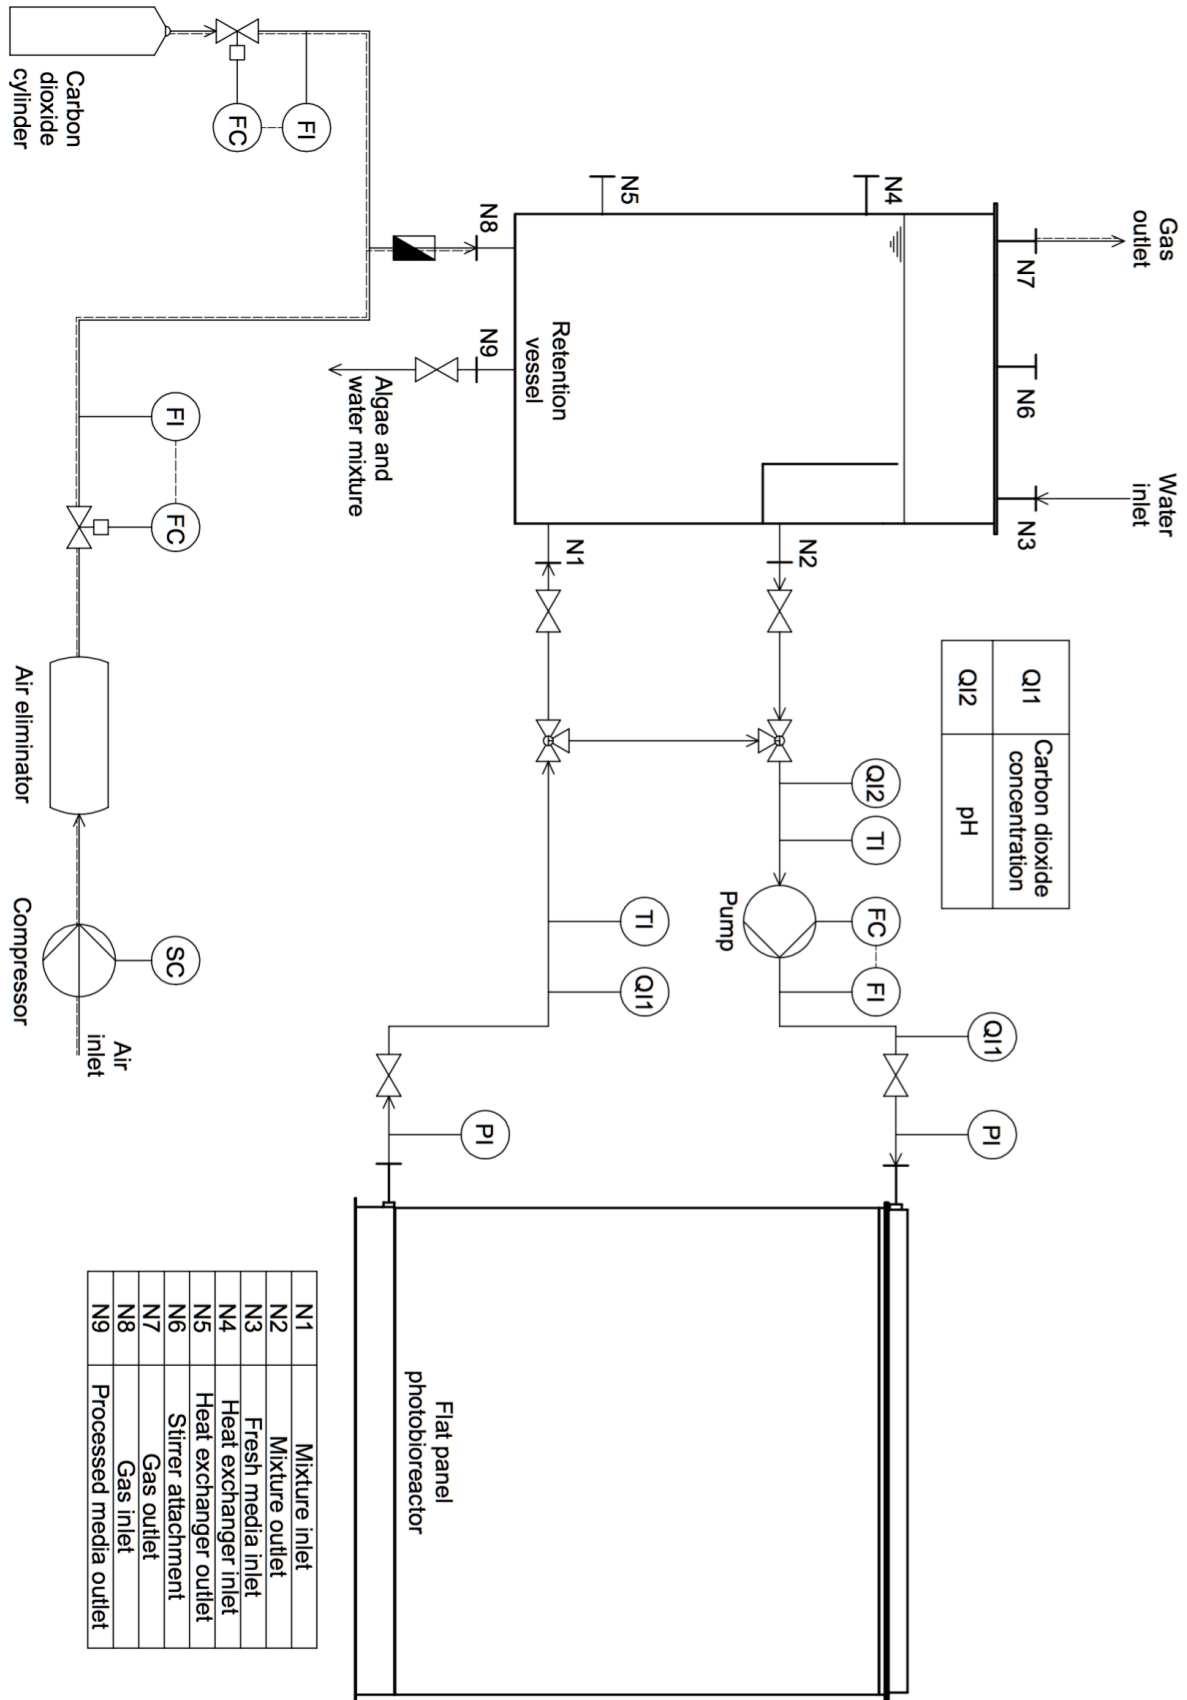 Gas
outlet
Water
inlet
N7
N6
N3
N4
N5
N8
N9
N1
N2
Retention
vessel
Algae and
water mixture
Carbon
dioxide
cylinder
FC
FI
FI
FC
Air eliminator
Compressor
SC
Air
inlet
QI1 Carbon dioxide
concentration
QI2 pH
QI2
TI
Pump
FC
FI
QI1
PI
TI
QI1
PI
Flat panel
photobioreactor
N1 Mixture inlet
N2 Mixture outlet
N3 Fresh media inlet
N4 Heat exchanger inlet
N5 Heat exchanger outlet
N6 Stirrer attachment
N7 Gas outlet
N8 Gas inlet
N9 Processed media outlet